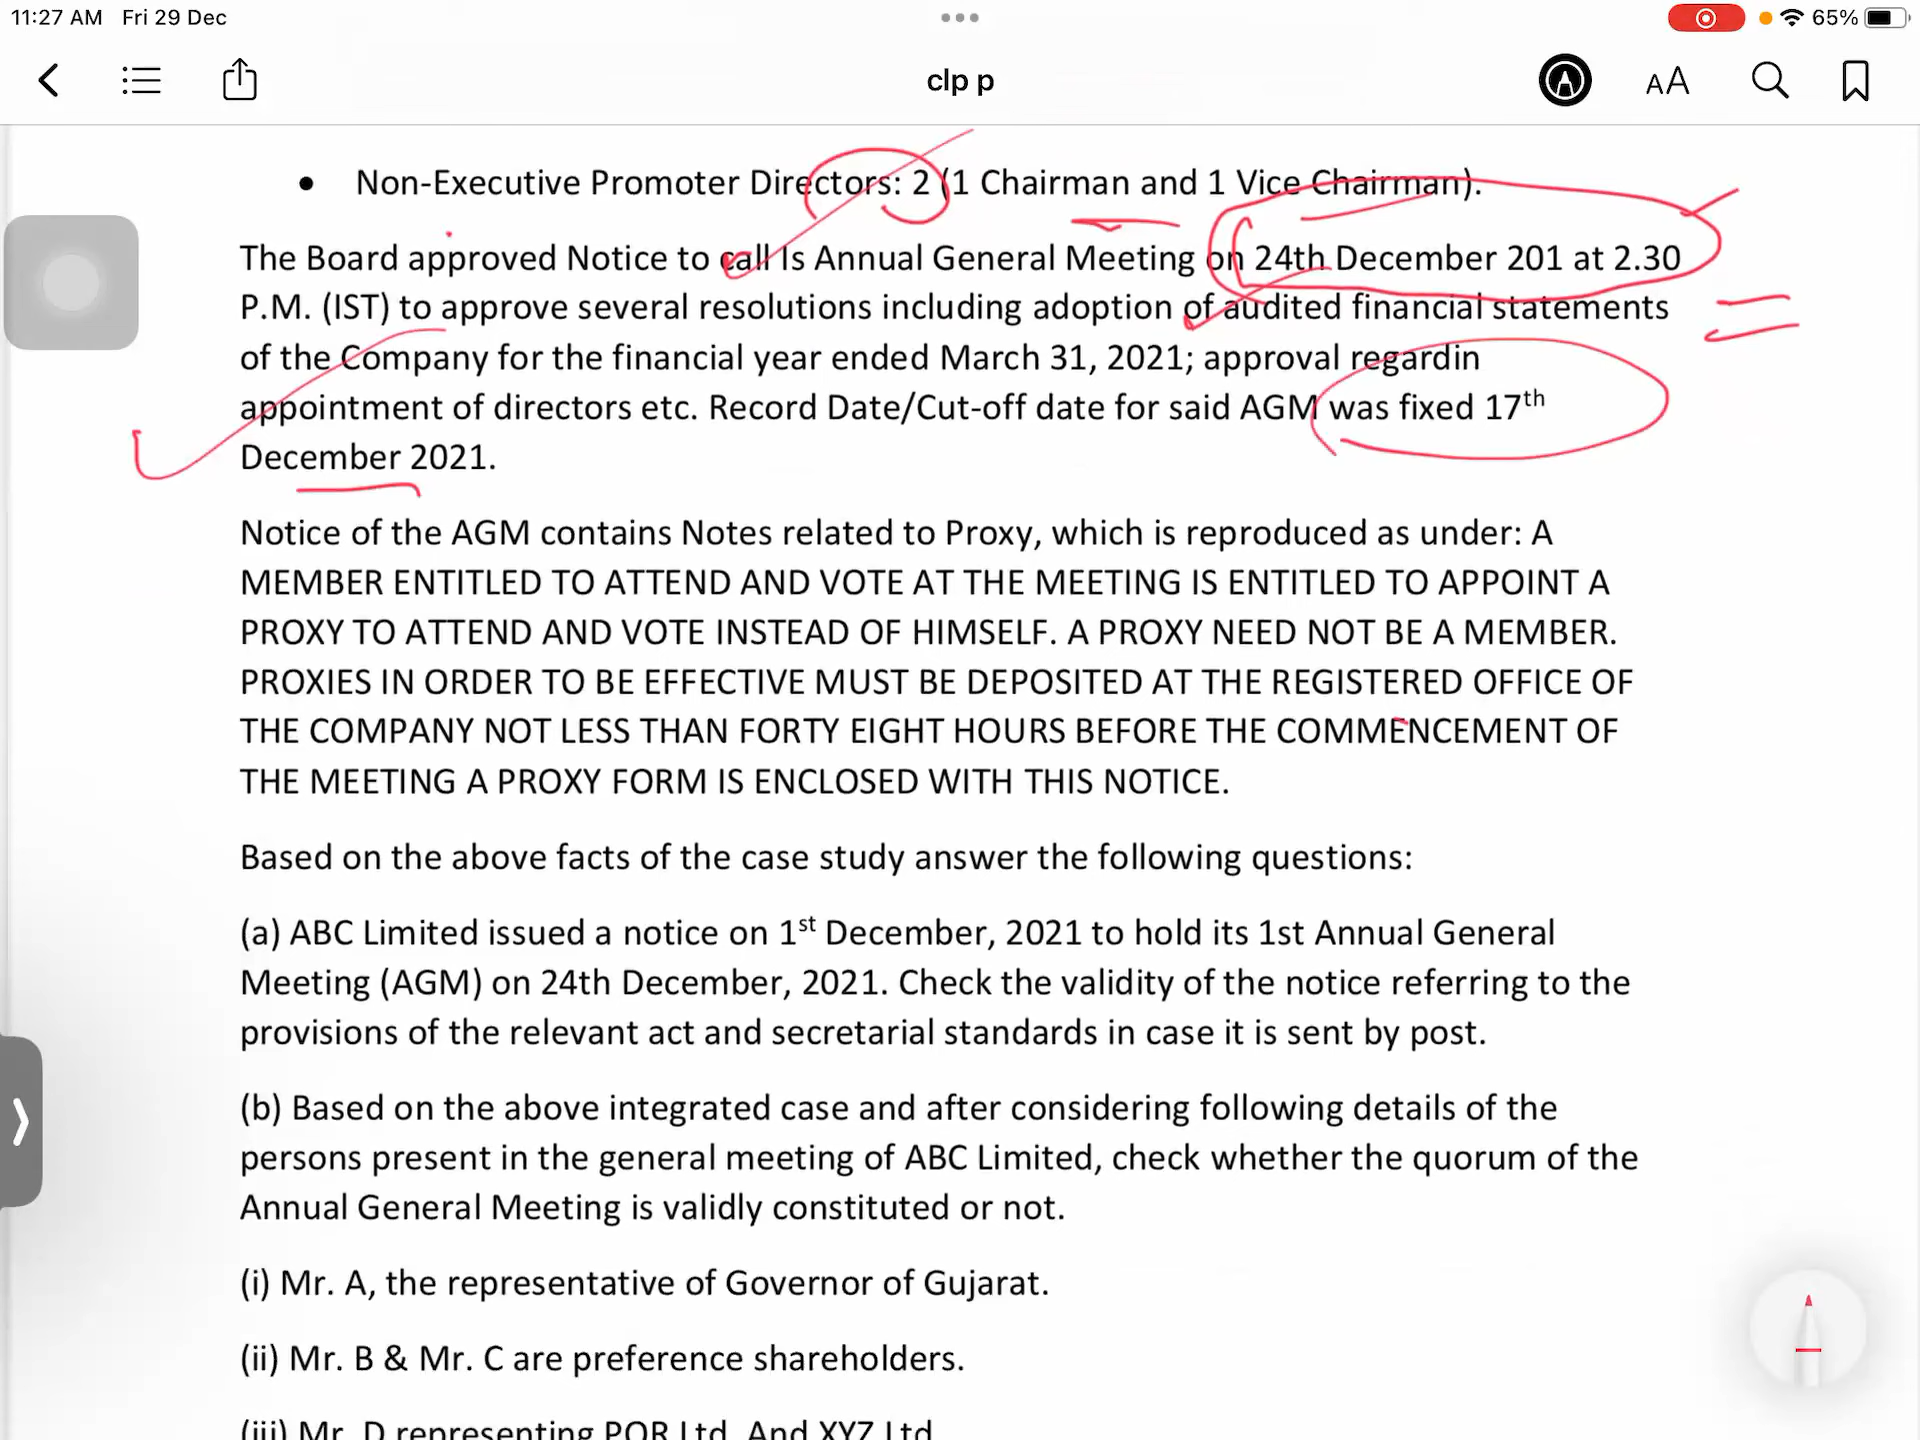 11:27 AM Fri 29 Dec
65%
clp p
AA
• Non-Executive Promoter Directors: 2 (1 Chairman and 1 Vice Chairman).
The Board approved Notice to call Is Annual General Meeting on 24th December 201 at 2.30
P.M. (IST) to approve several resolutions including adoption of audited financial statements
of the Company for the financial year ended March 31, 2021; approval regardin
appointment of directors etc. Record Date/Cut-off date for said AGM was fixed 17th
December 2021.
Notice of the AGM contains Notes related to Proxy, which is reproduced as under: A
MEMBER ENTITLED TO ATTEND AND VOTE AT THE MEETING IS ENTITLED TO APPOINT A
PROXY TO ATTEND AND VOTE INSTEAD OF HIMSELF. A PROXY NEED NOT BE A MEMBER.
PROXIES IN ORDER TO BE EFFECTIVE MUST BE DEPOSITED AT THE REGISTERED OFFICE OF
THE COMPANY NOT LESS THAN FORTY EIGHT HOURS BEFORE THE COMMENCEMENT OF
THE MEETING A PROXY FORM IS ENCLOSED WITH THIS NOTICE.
Based on the above facts of the case study answer the following questions:
(a) ABC Limited issued a notice on 1st December, 2021 to hold its 1st Annual General
Meeting (AGM) on 24th December, 2021. Check the validity of the notice referring to the
provisions of the relevant act and secretarial standards in case it is sent by post.
(b) Based on the above integrated case and after considering following details of the
persons present in the general meeting of ABC Limited, check whether the quorum of the
Annual General Meeting is validly constituted or not.
(i) Mr. A, the representative of Governor of Gujarat.
(ii) Mr. B & Mr. C are preference shareholders.
(iii) Mr. D representing PQR Ltd. And XYZ Ltd